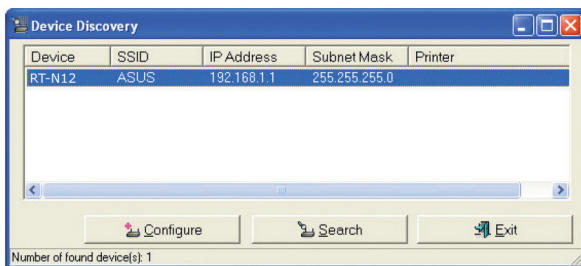 Device Discovery
Device SSID IP Address Subnet Mask Printer
RT-N12 ASUS 192.168.1.1 255.255.255.0
Configure Search Exit
Number of found device(s): 1